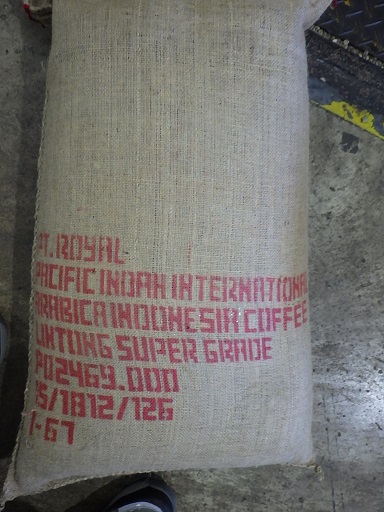 PT. ROYAL
PACIFIC INDAH INTERNATIONAL
ARABICA INDONESIA COFFEE
LINTONG SUPER GRADE
PO2469.000
15/1812/126
1-67